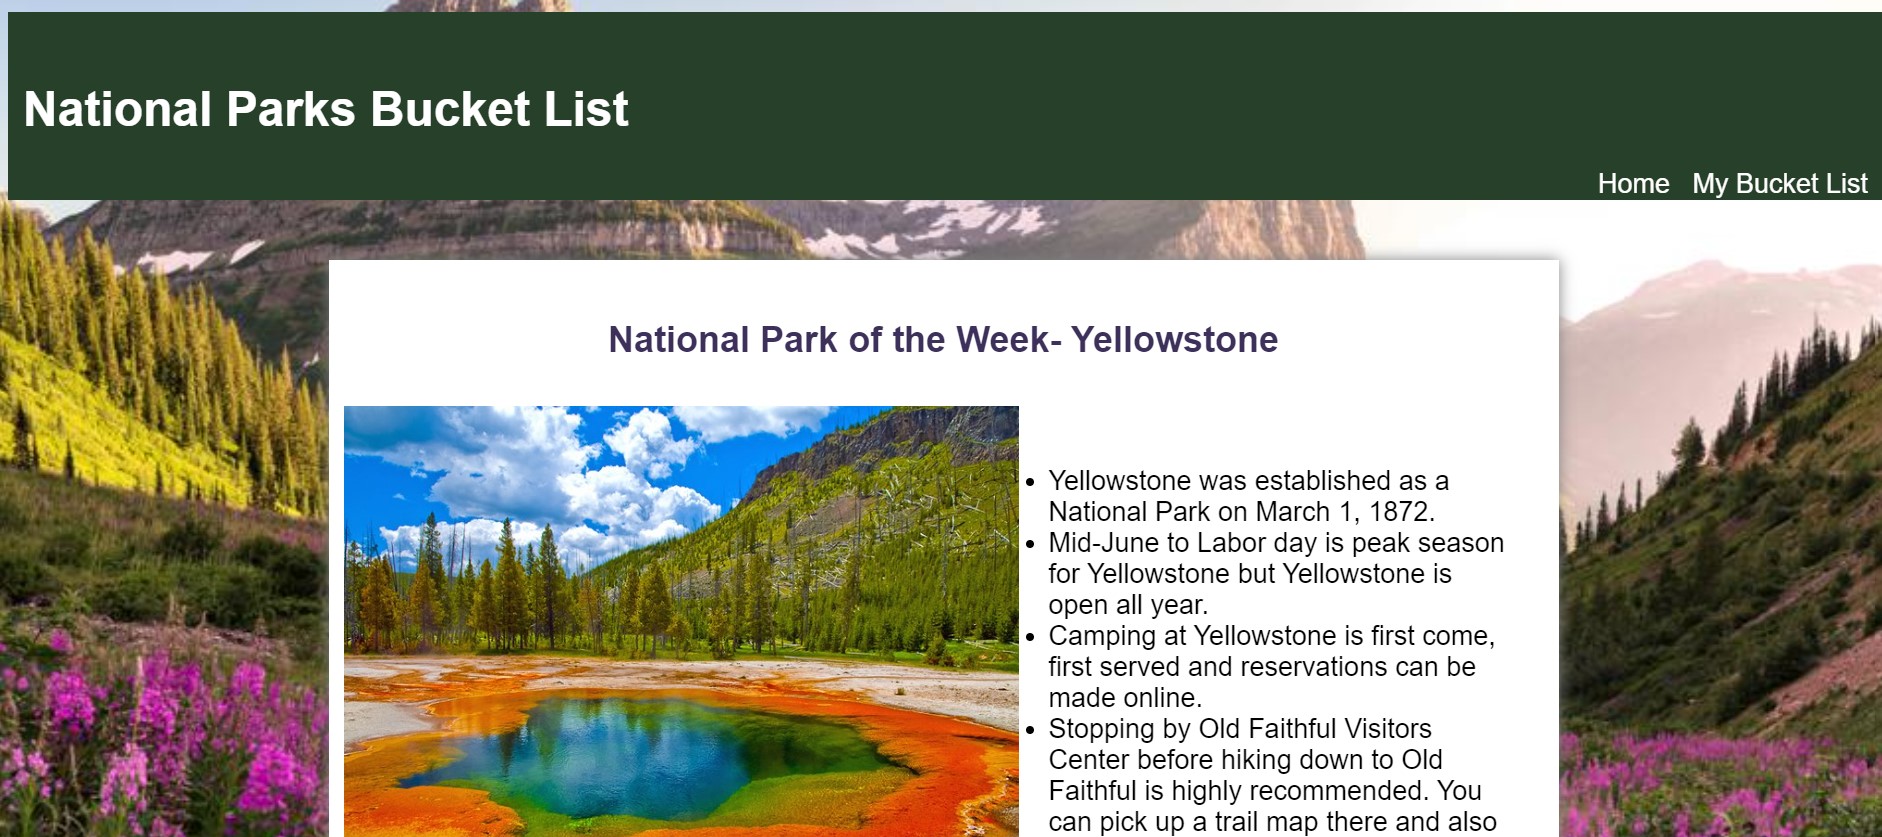 National Parks Bucket List
Home My Bucket List
National Park of the Week- Yellowstone
• Yellowstone was established as a
National Park on March 1, 1872.
• Mid-June to Labor day is peak season
for Yellowstone but Yellowstone is
open all year.
• Camping at Yellowstone is first come,
first served and reservations can be
made online.
• Stopping by Old Faithful Visitors
Center before hiking down to Old
Faithful is highly recommended. You
can pick up a trail map there and also